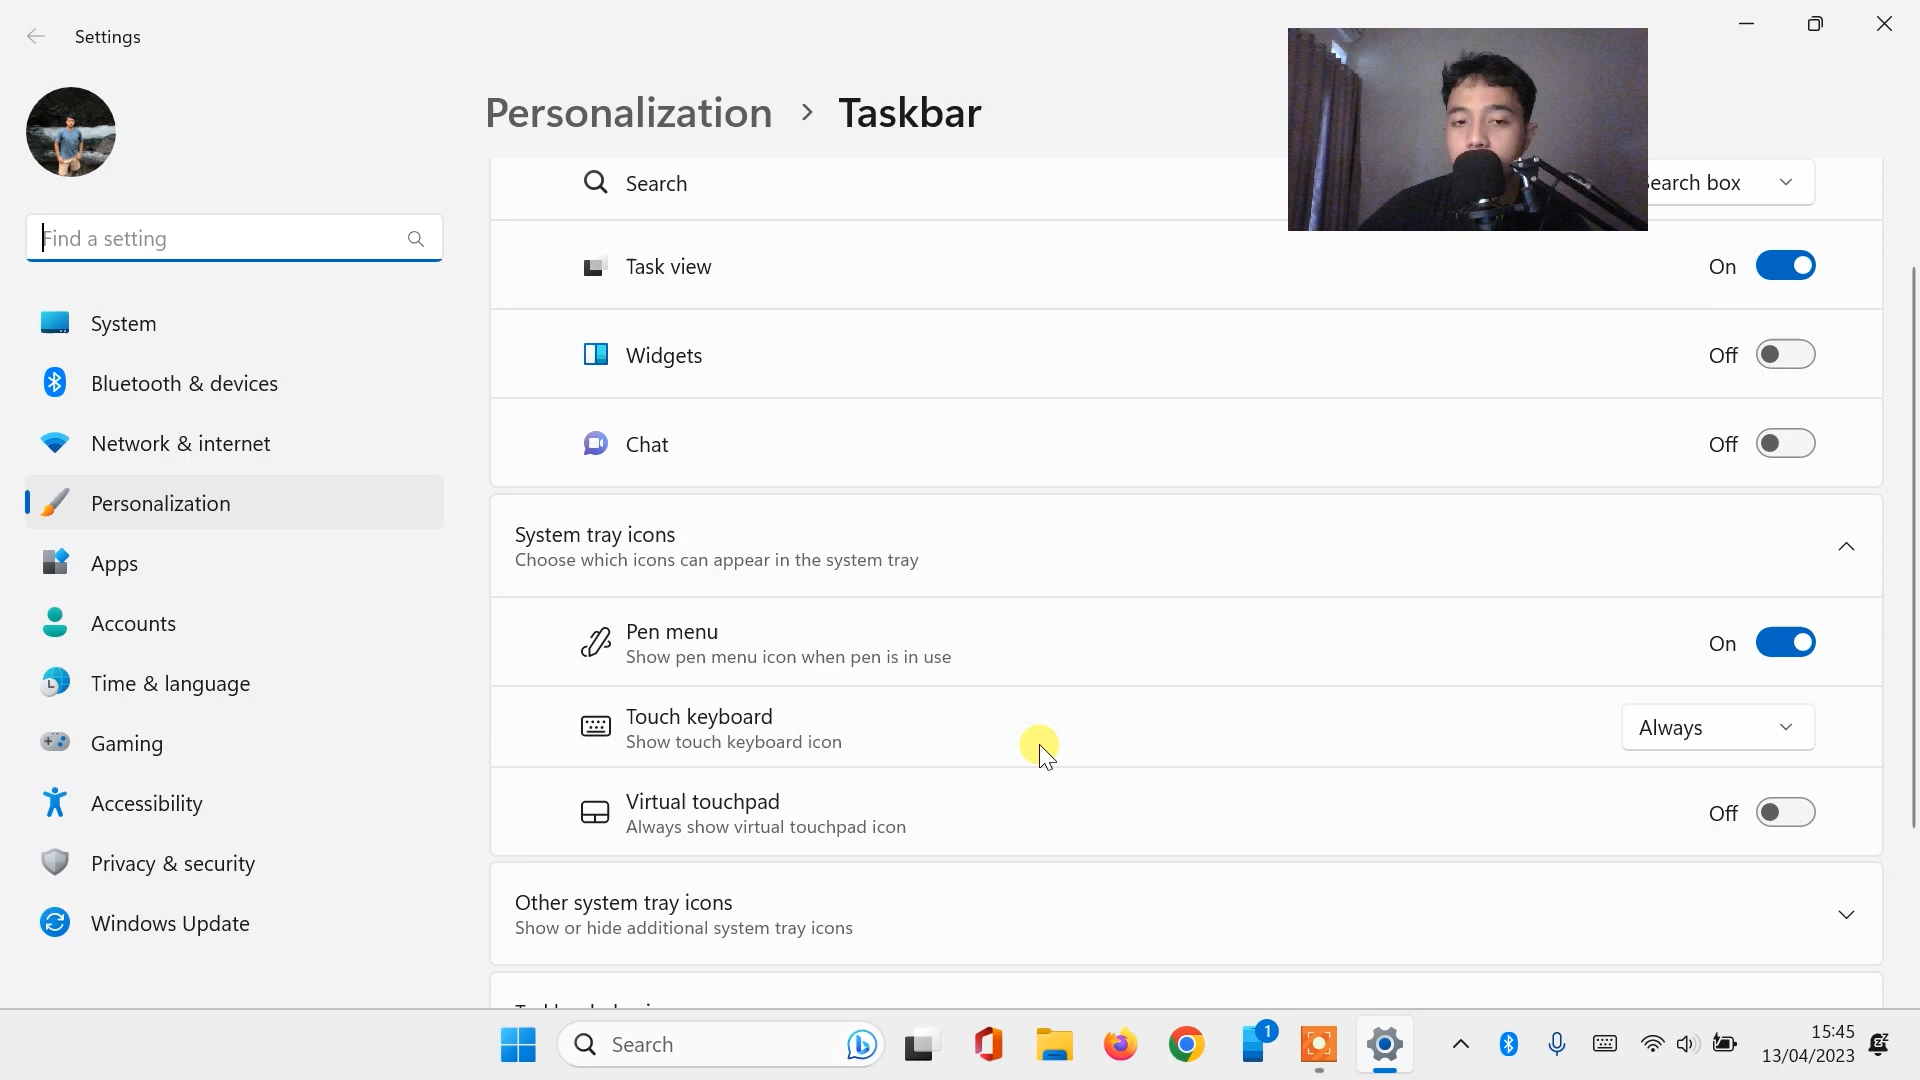 Settings
Personalization > Taskbar
Find a setting
System
Bluetooth & devices
Network & internet
Personalization
Apps
Accounts
Time & language
Gaming
Accessibility
Privacy & security
Windows Update
Search
earch box
Task view
On
Widgets
Off
Chat
Off
System tray icons
Choose which icons can appear in the system tray
Pen menu
Show pen menu icon when pen is in use
On
Touch keyboard
Show touch keyboard icon
Always
Virtual touchpad
Always show virtual touchpad icon
Off
Other system tray icons
Show or hide additional system tray icons
Search
1
15:45
13/04/2023